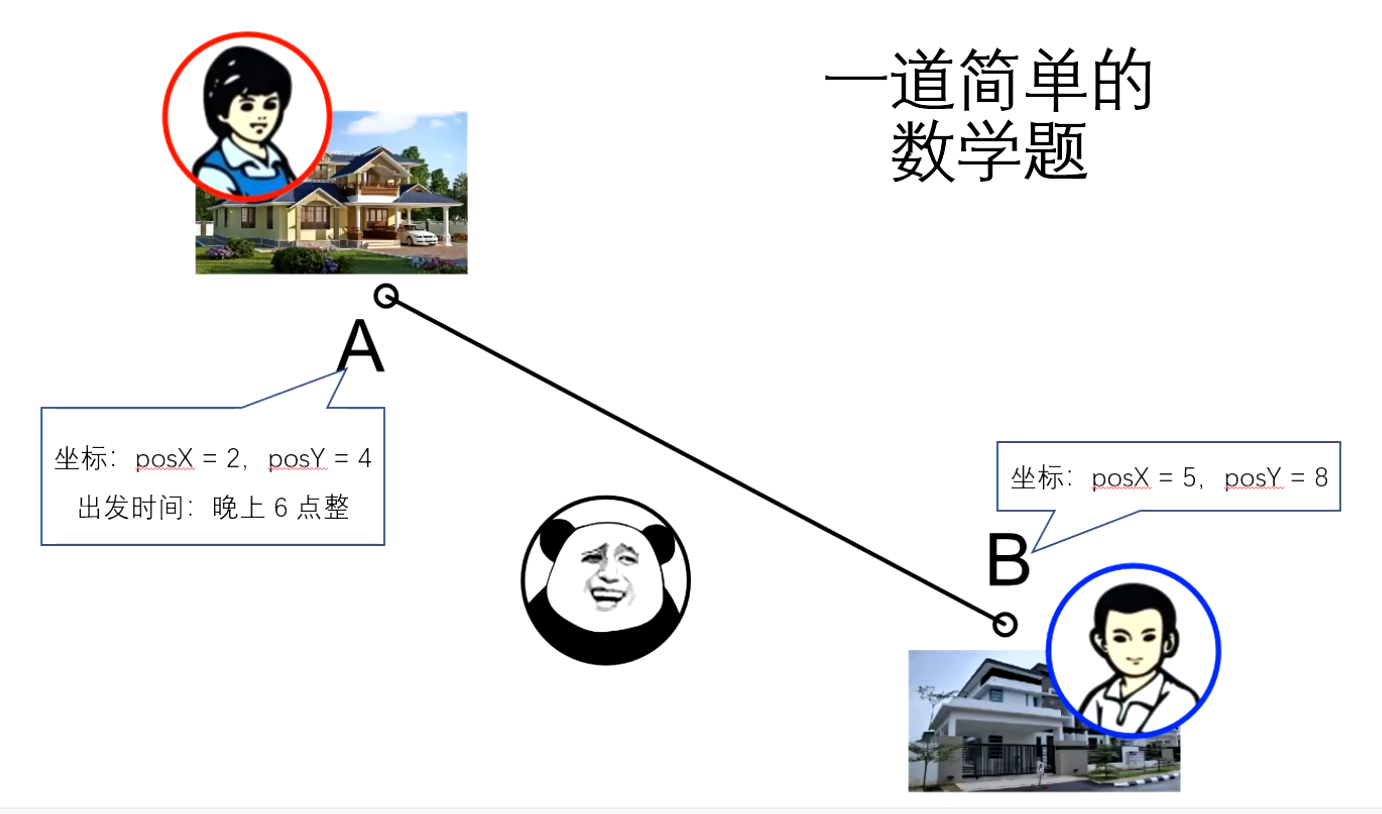 一道简单的
数学题
A
坐标：posX = 2，posY = 4
出发时间：晚上 6 点整
坐标：posX = 5，posY = 8
B